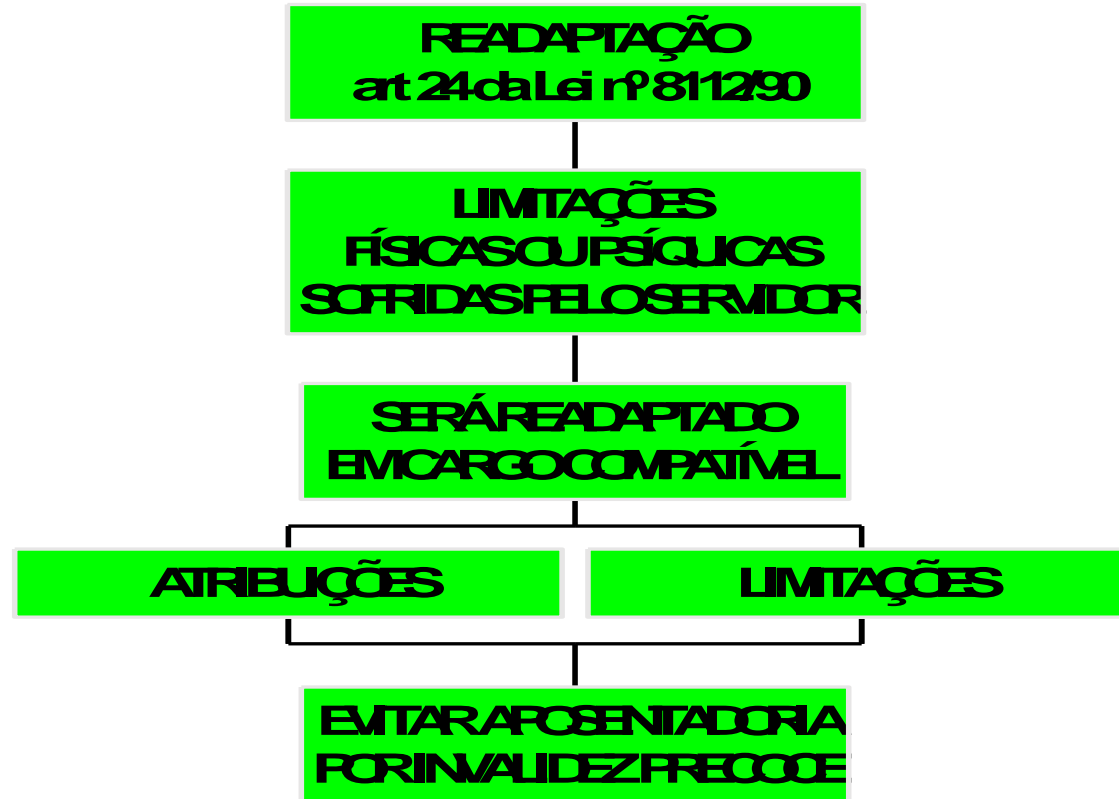 READAPTAÇÃO
art 24 da Lei nº 8112/90
LIMITAÇÕES
FÍSICAS OU PSÍQUICAS
SOFRIDAS PELO SERVIDOR
SERÁ READAPTADO
EM CARGO COMPATÍVEL
ATRIBUIÇÕES
LIMITAÇÕES
EVITAR APOSENTADORIA
POR INVALIDEZ PRECOCE